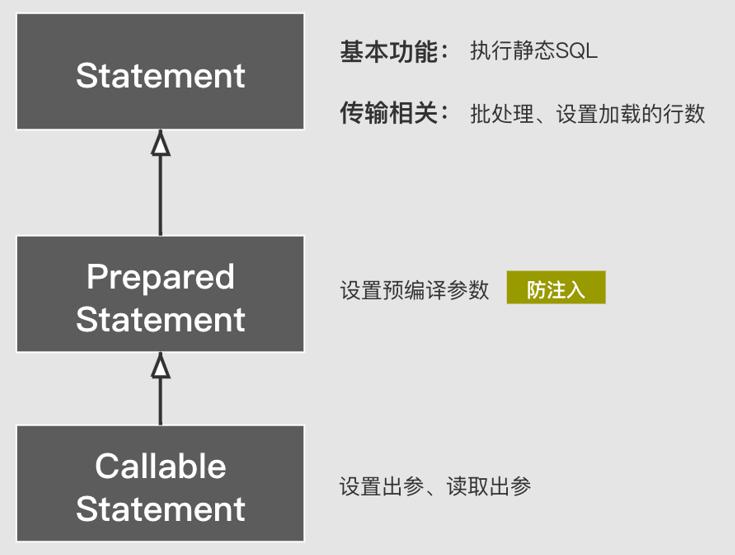 Statement
基本功能： 执行静态SQL
传输相关： 批处理、设置加载的行数
Prepared
Statement
设置预编译参数 防注入
Callable
Statement
设置出参、读取出参